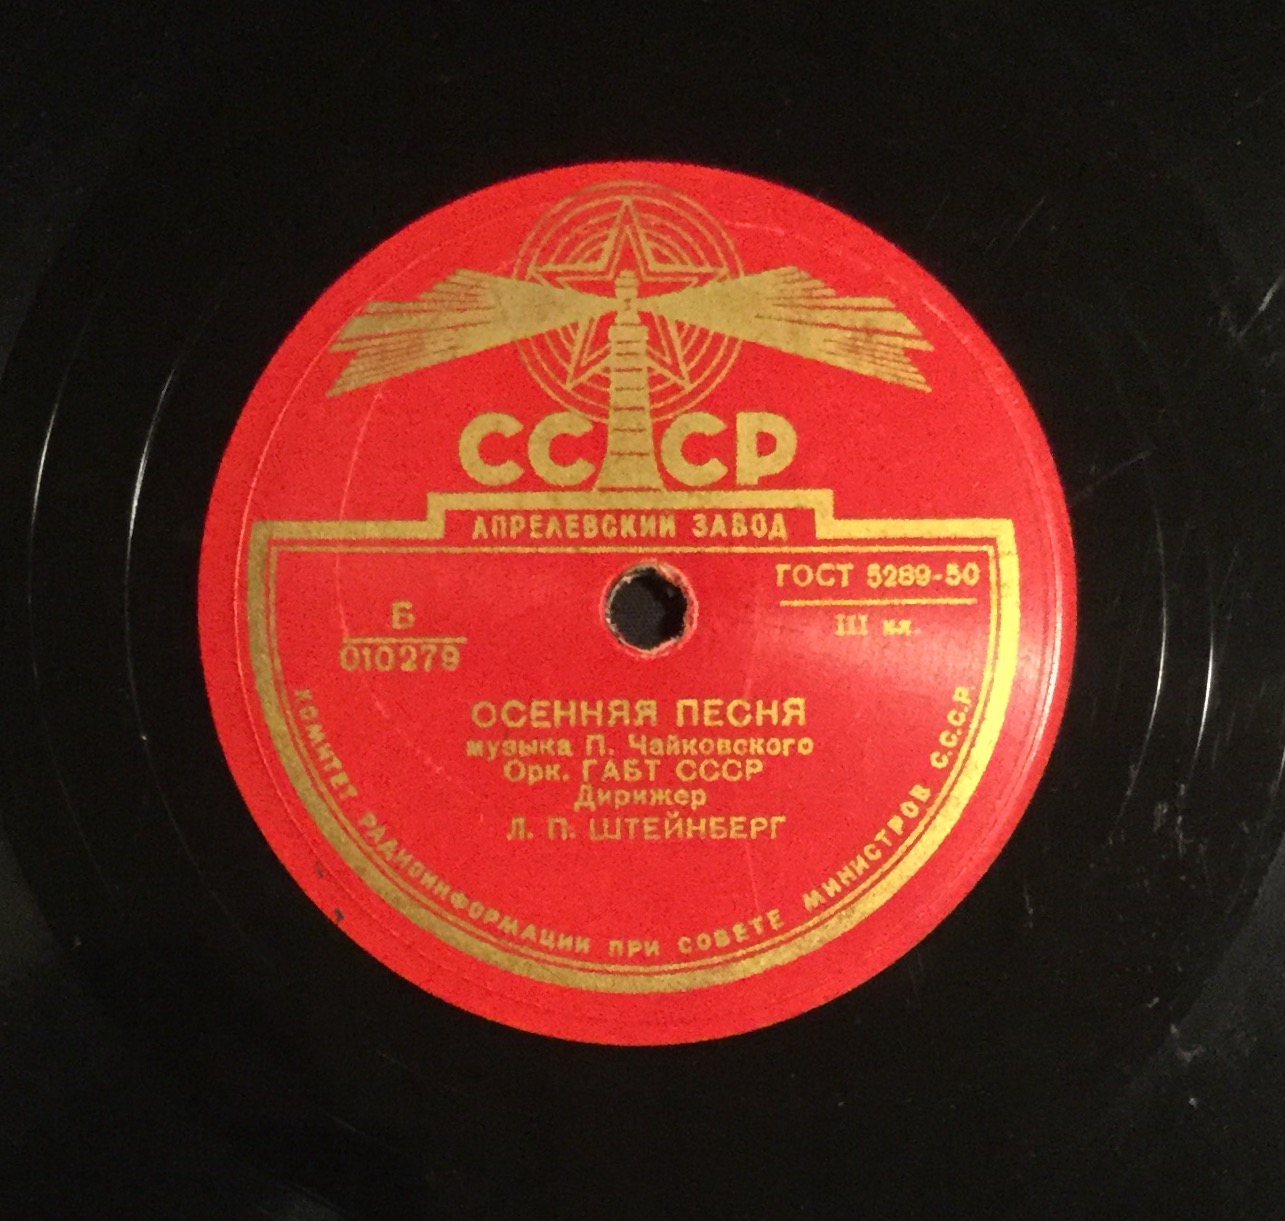 СССР
АПРЕЛЕВСКИЙ ЗАВОД
ГОСТ 5289-50
III кл.
Б
010279
ОСЕННЯЯ ПЕСНЯ
музыка П. Чайковского
Орк. ГАБТ СССР
Дирижер
Л. П. ШТЕЙНБЕРГ
КОМИТЕТ РАДИОИНФОРМАЦИИ ПРИ СОВЕТЕ МИНИСТРОВ С.С.С.Р